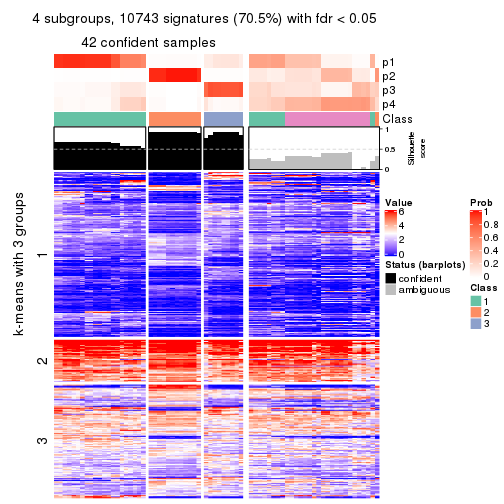 4 subgroups, 10743 signatures (70.5%) with fdr < 0.05
42 confident samples
p1
p2
p3
p4
Class
1
0.5
0
Silhouette
score
k-means with 3 groups
1
2
3
Value
6
4
2
0
Status (barplots)
confident
ambiguous
Prob
1
0.8
0.6
0.4
0.2
0
Class
1
2
3